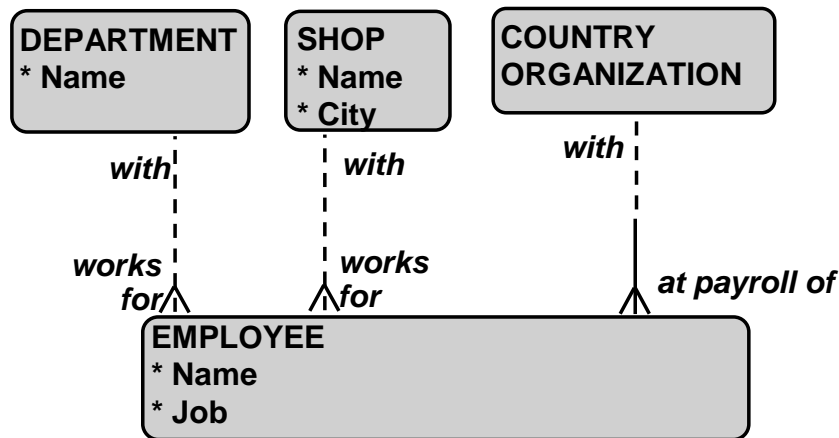 DEPARTMENT
* Name
SHOP
* Name
* City
COUNTRY
ORGANIZATION
with
with
with
works
for
works
for
at payroll of
EMPLOYEE
* Name
* Job